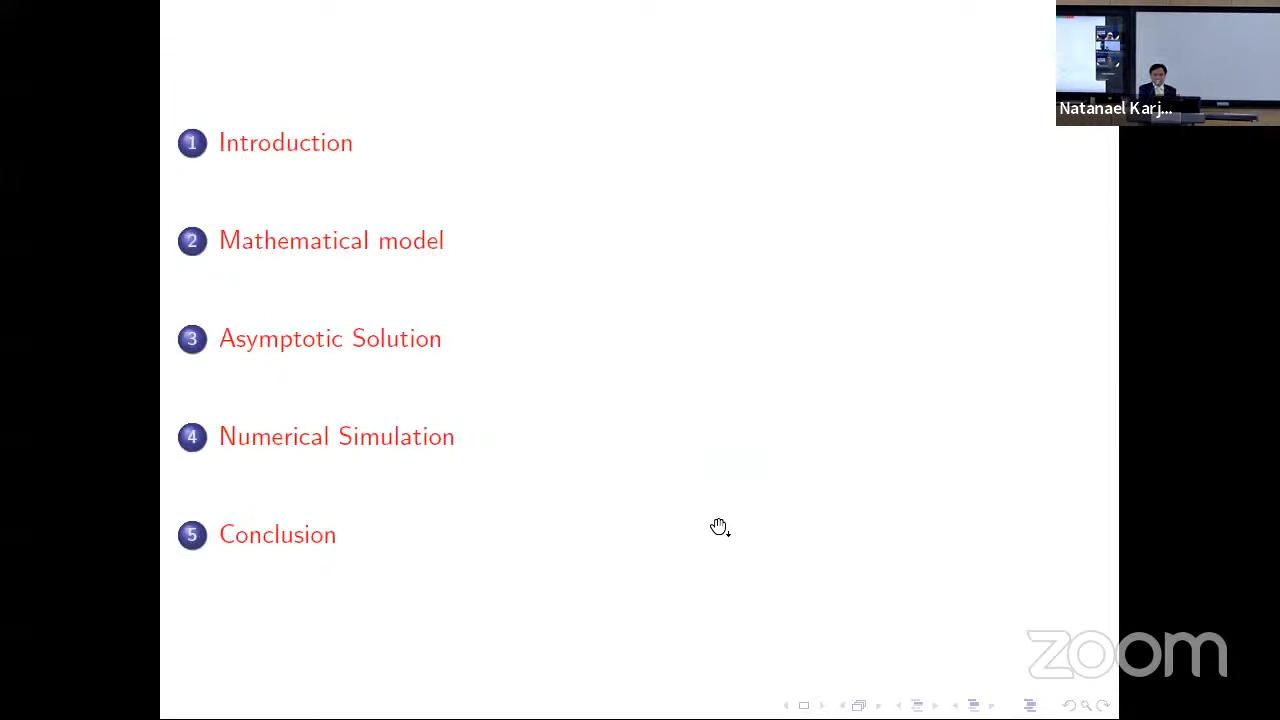 Natanael Karj...
1 Introduction
2 Mathematical model
3 Asymptotic Solution
4 Numerical Simulation
5 Conclusion
zoom